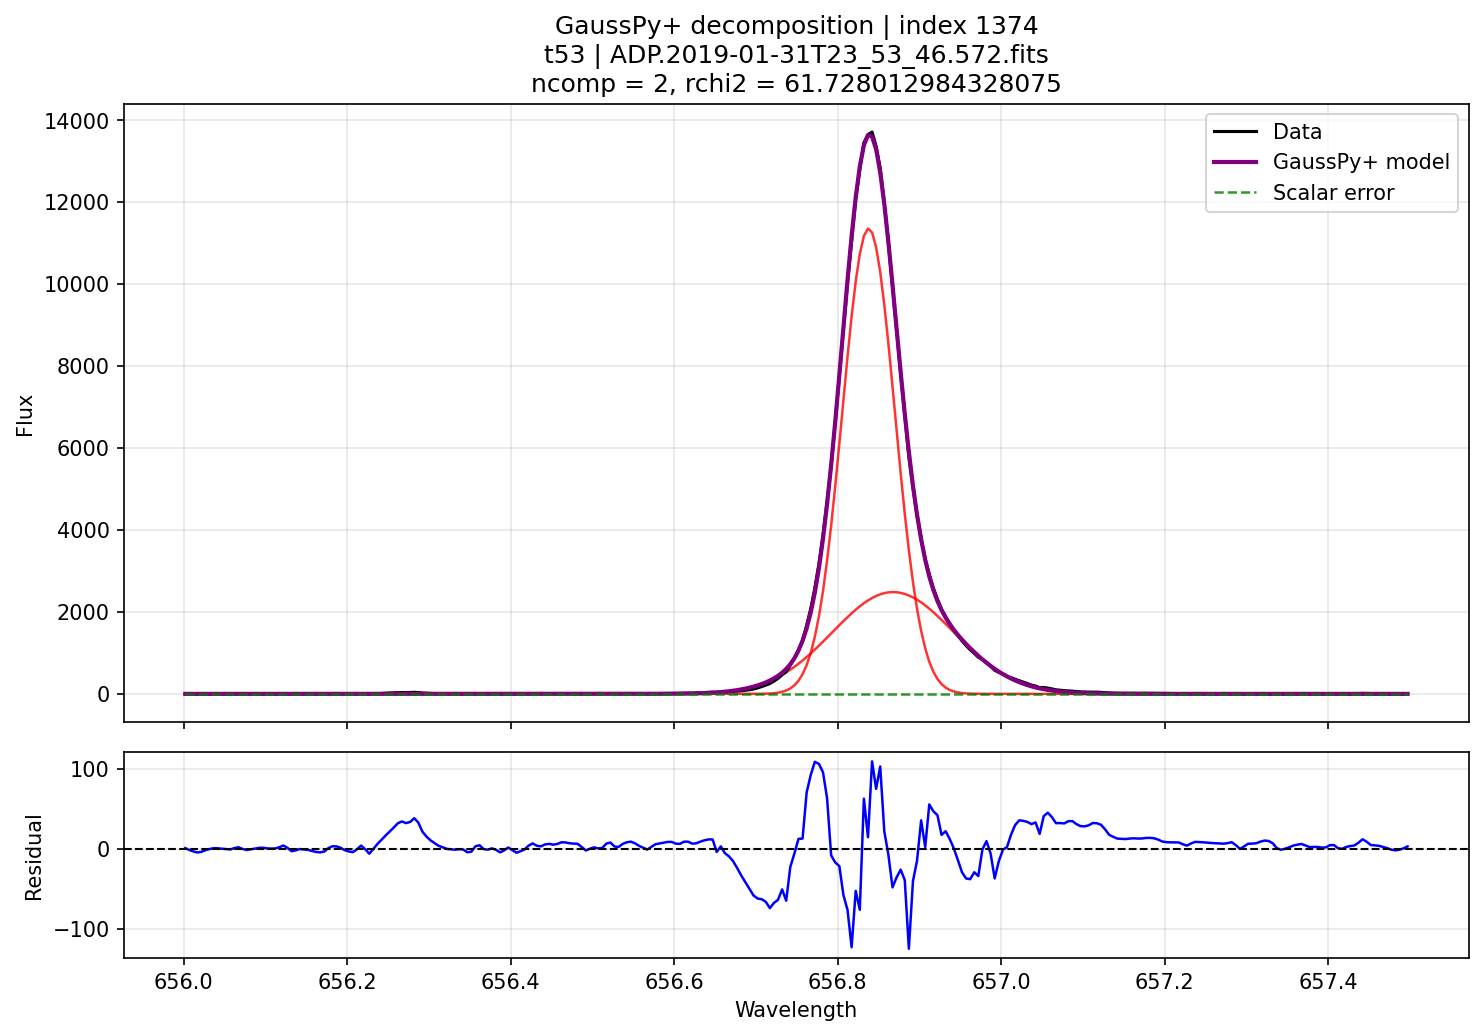 GaussPy+ decomposition | index 1374
t53 | ADP.2019-01-31T23_53_46.572.fits
ncomp = 2, rchi2 = 61.728012984328075
14000
12000
10000
8000
6000
4000
2000
0
Flux
Data
GaussPy+ model
Scalar error
100
0
−100
Residual
656.0
656.2
656.4
656.6
656.8
657.0
657.2
657.4
Wavelength